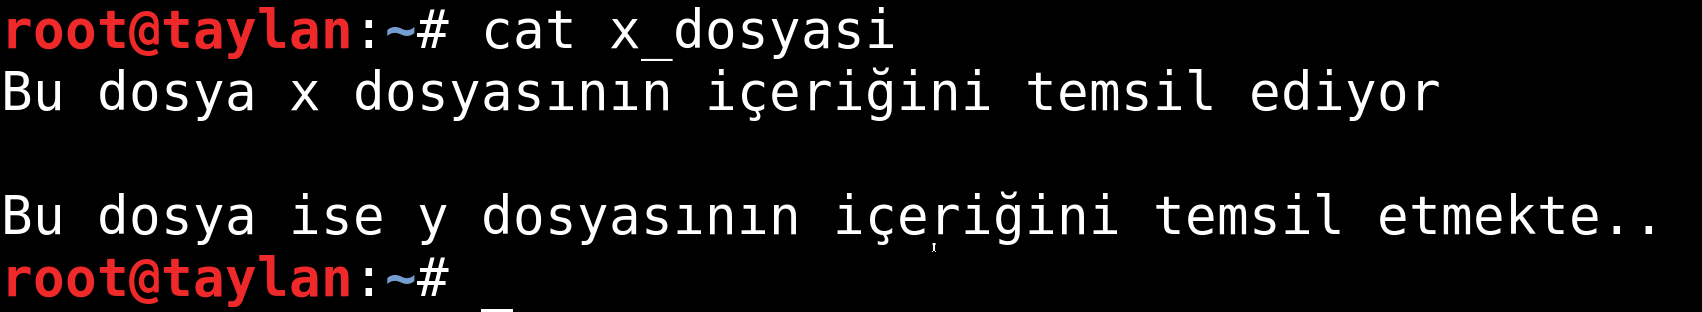 root@taylan:~# cat x_dosyasi
Bu dosya x dosyasının içeriğini temsil ediyor
Bu dosya ise y dosyasının içeriğini temsil etmekte..
root@taylan:~#